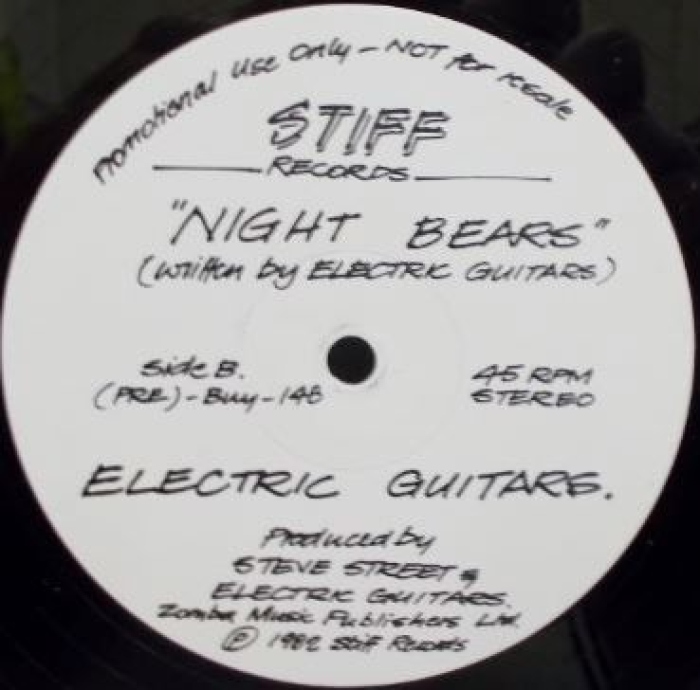 Promotional Use Only - NOT for resale
STIFF
RECORDS
"NIGHT BEARS"
(written by ELECTRIC GUITARS)
Side B.
(PRE)-Buy-148
45 RPM
STEREO
ELECTRIC GUITARS.
Produced by
STEVE STREET &
ELECTRIC GUITARS.
Zomba Music Publishers Ltd.
Ⓟ 1982 Stiff Records